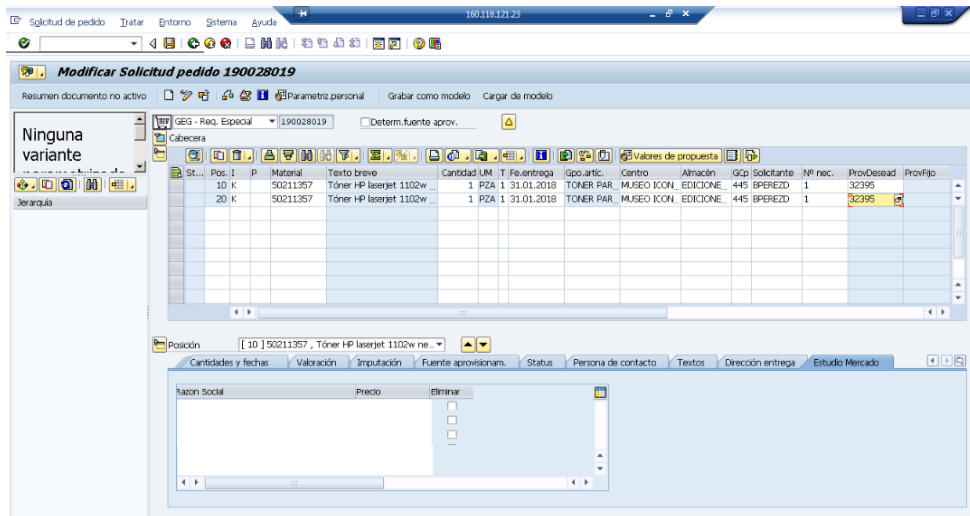 160.118.121.23
Solicitud de pedido Tratar Entorno Sistema Ayuda
Modificar Solicitud pedido 190028019
Resumen documento no activo Parametriz.personal Grabar como modelo Cargar de modelo
Ninguna
variante
Jerarquía
GEG - Req. Especial 190028019 Determ.fuente aprov.
Cabecera
Valores de propuesta
St... Pos. I P Material Texto breve Cantidad UM T Fe.entrega Gpo.artíc. Centro Almacén GCp Solicitante Nº nec. ProvDesead ProvFijo
10 K 50211357 Tóner HP laserjet 1102w ... 1 PZA 1 31.01.2018 TONER PAR... MUSEO ICON... EDICIONE... 445 BPEREZD 1 32395
20 K 50211357 Tóner HP laserjet 1102w ... 1 PZA 1 31.01.2018 TONER PAR... MUSEO ICON... EDICIONE... 445 BPEREZD 1 32395
Posición [ 10 ] 50211357 , Tóner HP laserjet 1102w ne...
Cantidades y fechas Valoración Imputación Fuente aprovisionam. Status Persona de contacto Textos Dirección entrega Estudio Mercado
Razon Social Precio Eliminar